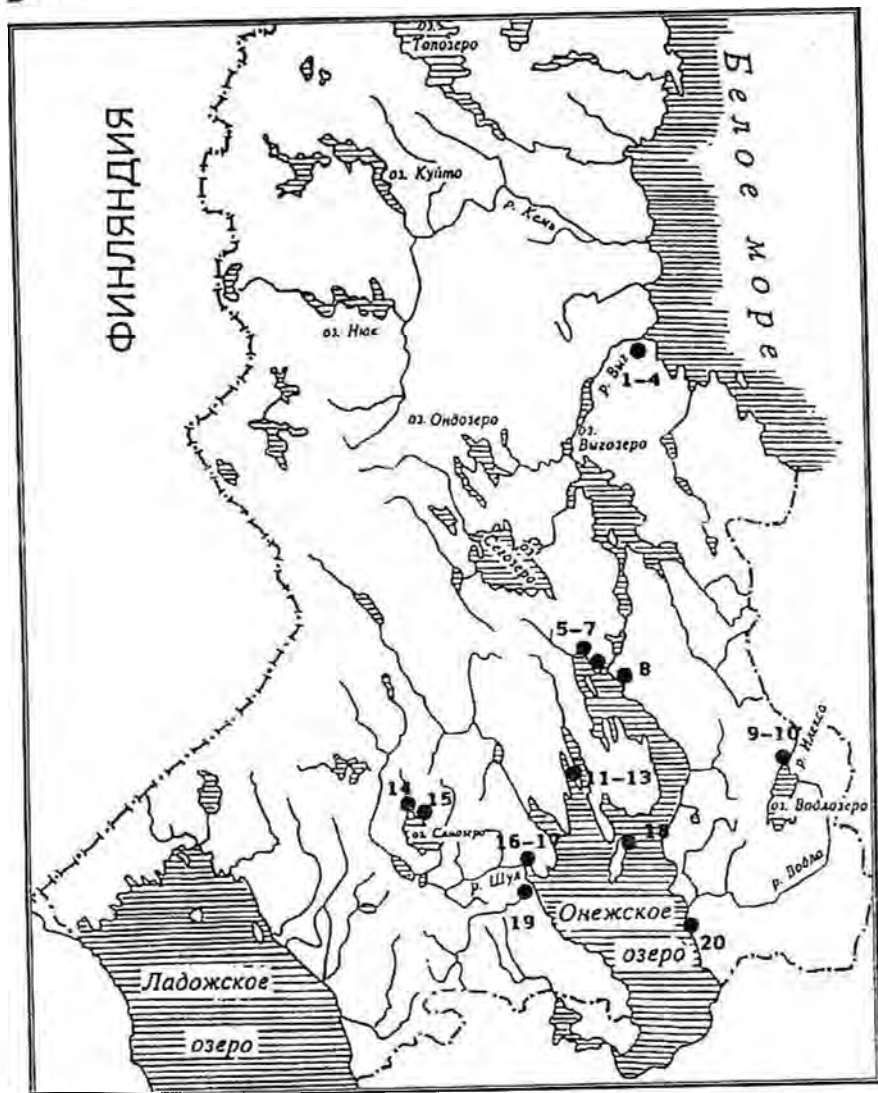 оз.
Топозеро
Белое море
ФИНЛЯНДИЯ
оз. Куйто
р. Кемь
оз. Нюк
р. Выг
1-4
оз. Ондозеро
оз.
Выгозеро
оз.
Сегозеро
5-7
8
9-10
р. Илекса
11-13
оз. Водлозеро
14
15
оз. Сямозеро
18
16-17
р. Шуя
р. Водла
19
Онежское
озеро
20
Ладожское
озеро